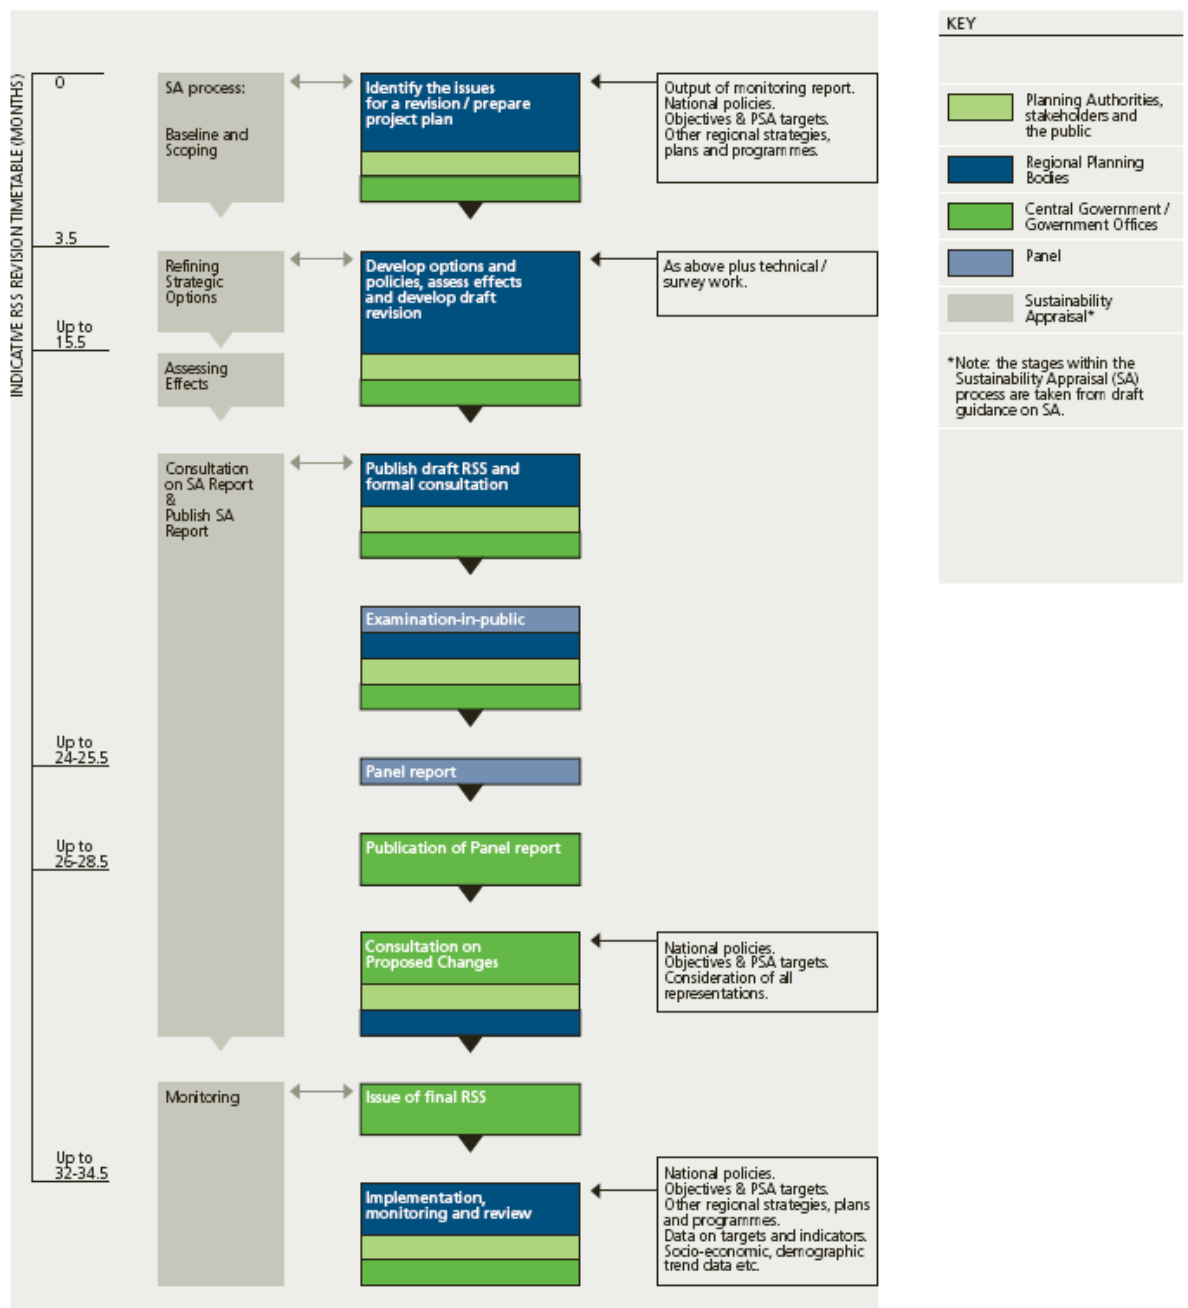 KEY
INDICATIVE RSS REVISION TIMETABLE (MONTHS)
0
SA process:
Baseline and
Scoping
Identify the issues
for a revision / prepare
project plan
Output of monitoring report.
National policies.
Objectives & PSA targets.
Other regional strategies,
plans and programmes.
Planning Authorities,
stakeholders and
the public
Regional Planning
Bodies
Central Government /
Government Offices
Panel
Sustainability
Appraisal*
*Note: the stages within the
Sustainability Appraisal (SA)
process are taken from draft
guidance on SA.
3.5
Refining
Strategic
Options
Develop options and
policies, assess effects
and develop draft
revision
As above plus technical /
survey work.
Up to
15.5
Assessing
Effects
Consultation
on SA Report
&
Publish SA
Report
Publish draft RSS and
formal consultation
Examination-in-public
Up to
24-25.5
Panel report
Up to
26-28.5
Publication of Panel report
Consultation on
Proposed Changes
National policies.
Objectives & PSA targets.
Consideration of all
representations.
Monitoring
Issue of final RSS
Up to
32-34.5
Implementation,
monitoring and review
National policies.
Objectives & PSA targets.
Other regional strategies, plans
and programmes.
Data on targets and indicators.
Socio-economic, demographic
trend data etc.